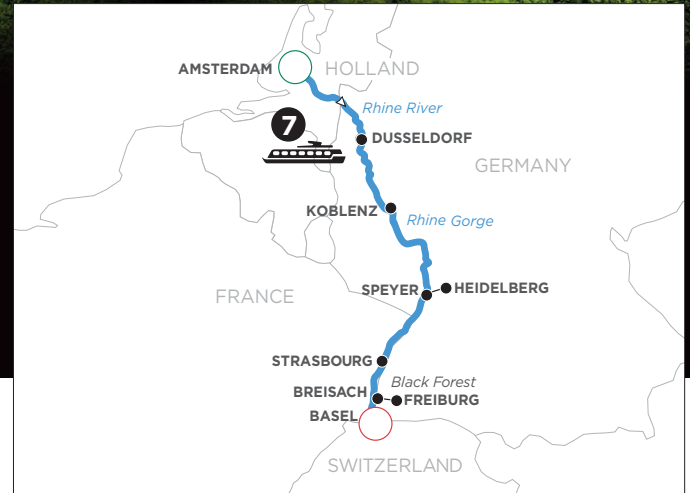 AMSTERDAM
HOLLAND
Rhine River
7
DUSSELDORF
GERMANY
KOBLENZ
Rhine Gorge
SPEYER
HEIDELBERG
FRANCE
STRASBOURG
Black Forest
BREISACH
FREIBURG
BASEL
SWITZERLAND